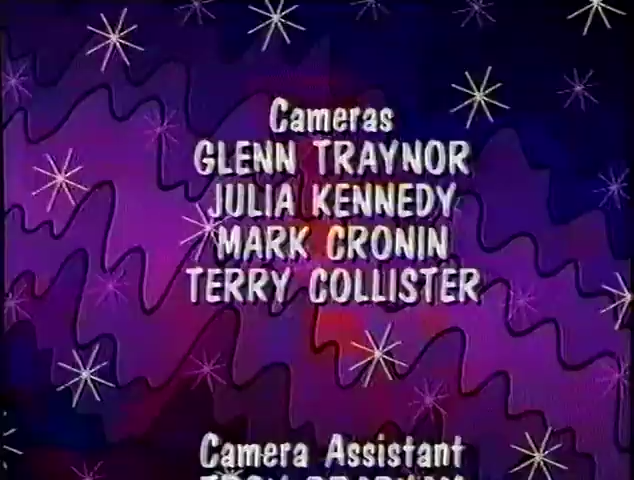 Cameras
GLENN TRAYNOR
JULIA KENNEDY
MARK CRONIN
TERRY COLLISTER
Camera Assistant